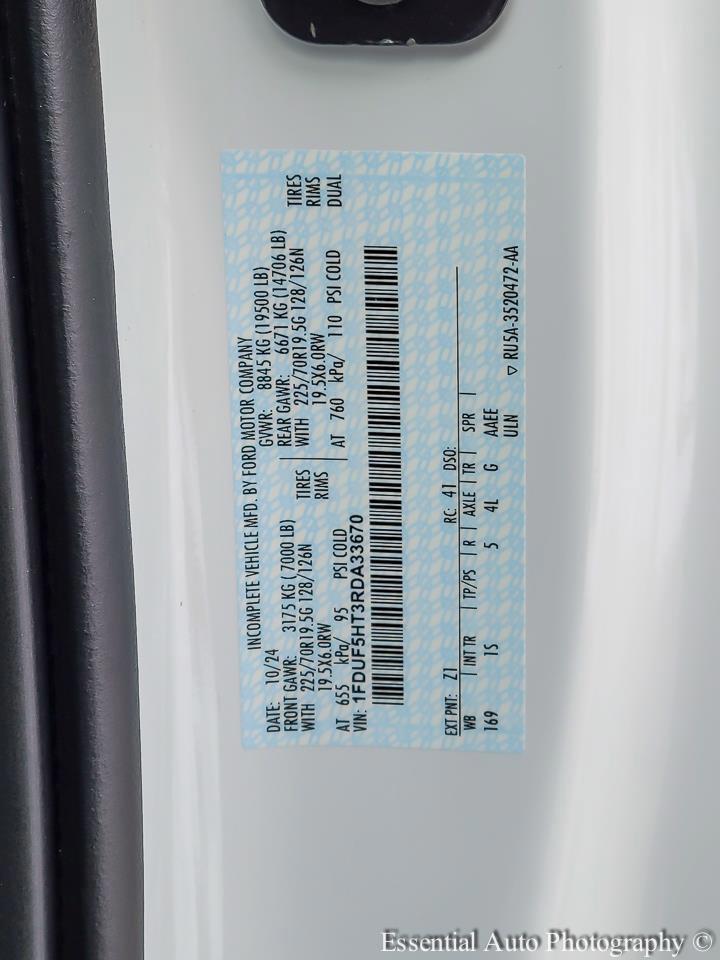 INCOMPLETE VEHICLE MFD. BY FORD MOTOR COMPANY
DATE: 10/24 GVWR: 8845 KG (19500 LB)
FRONT GAWR: 3175 KG (7000 LB) REAR GAWR: 6671 KG (14706 LB)
WITH 225/70R19.5G 128/126N TIRES WITH 225/70R19.5G 128/126N TIRES
19.5X6.0RW RIMS 19.5X6.0RW RIMS
AT 655 kPa/ 95 PSI COLD AT 760 kPa/ 110 PSI COLD DUAL
VIN: 1FDUF5HT3RDA33670
EXT PNT: Z1 RC: 41 DSO:
WB | INT TR | TP/PS | R | AXLE | TR | SPR |
169 1S 5 4L G AAEE
ULN ▽ RU5A-3520472-AA
Essential Auto Photography ©